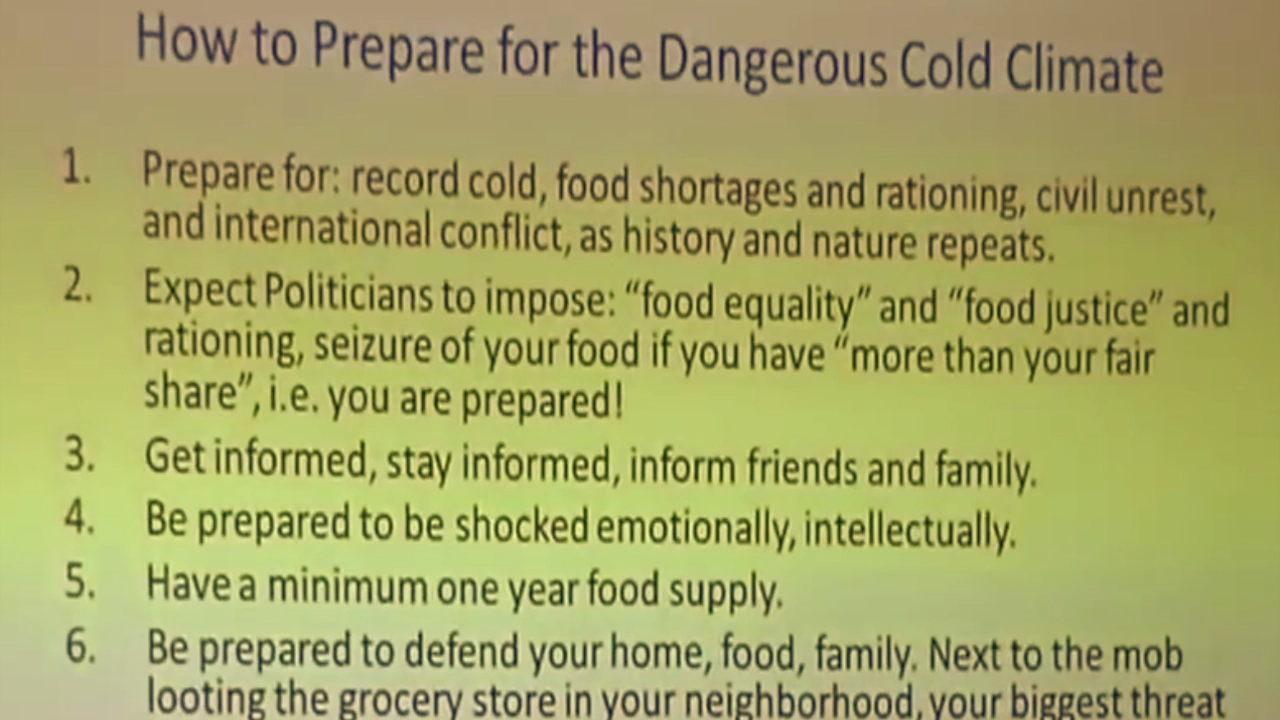 How to Prepare for the Dangerous Cold Climate
1. Prepare for: record cold, food shortages and rationing, civil unrest,
and international conflict, as history and nature repeats.
2. Expect Politicians to impose: “food equality” and “food justice” and
rationing, seizure of your food if you have “more than your fair
share”, i.e. you are prepared!
3. Get informed, stay informed, inform friends and family.
4. Be prepared to be shocked emotionally, intellectually.
5. Have a minimum one year food supply.
6. Be prepared to defend your home, food, family. Next to the mob
looting the grocery store in your neighborhood, your biggest threat